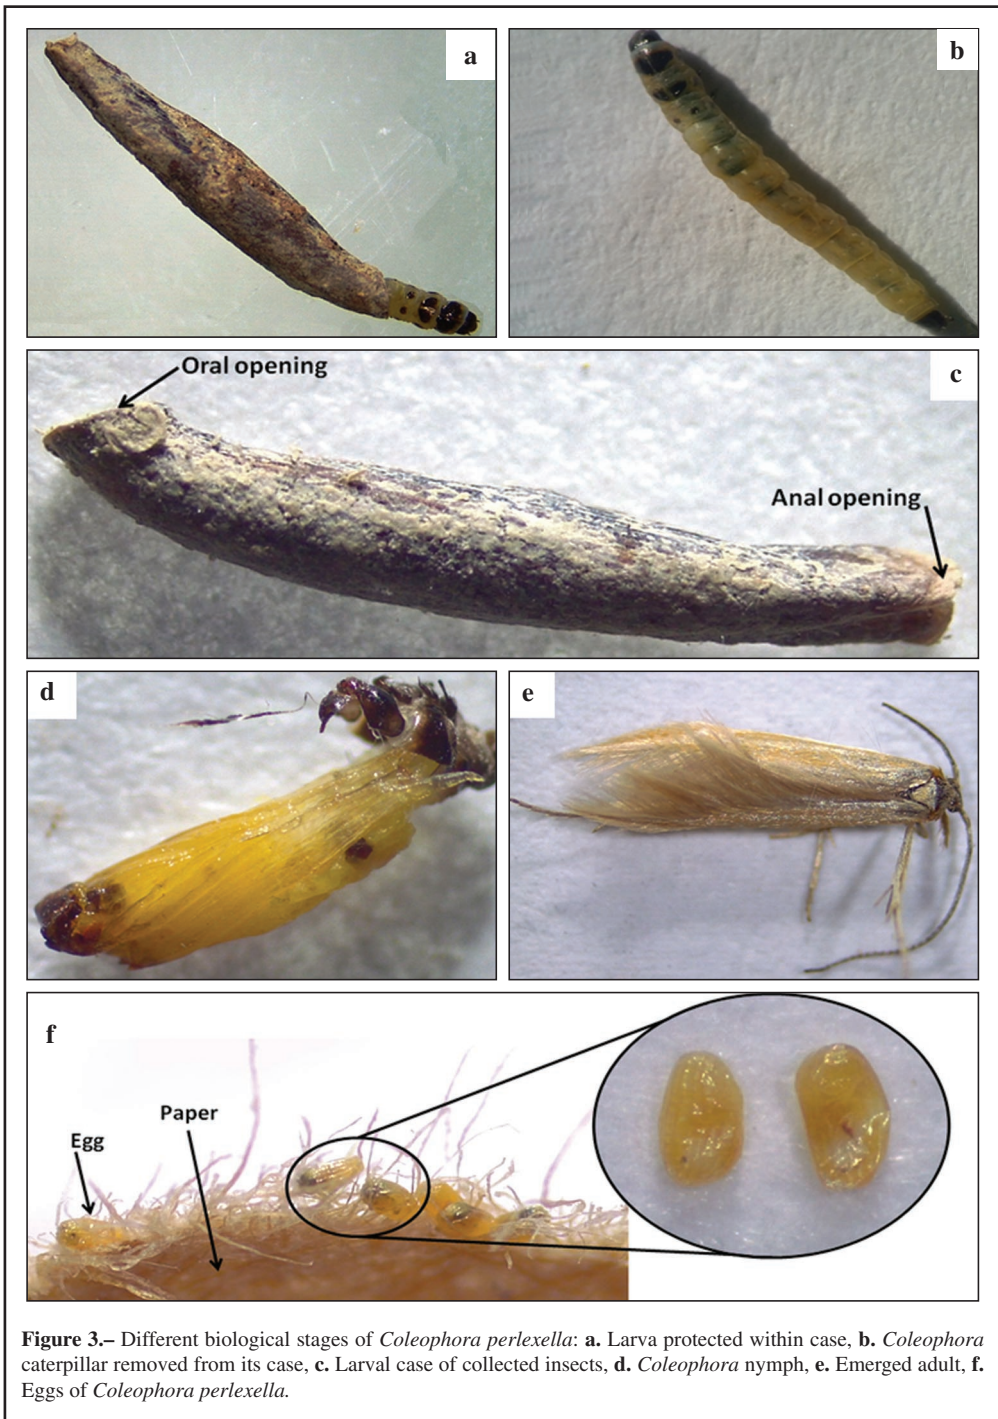 a
b
Oral opening
c
Anal opening
d
e
f
Paper
Egg
Figure 3.– Different biological stages of Coleophora perlexella: a. Larva protected within case, b. Coleophora
caterpillar removed from its case, c. Larval case of collected insects, d. Coleophora nymph, e. Emerged adult, f.
Eggs of Coleophora perlexella.